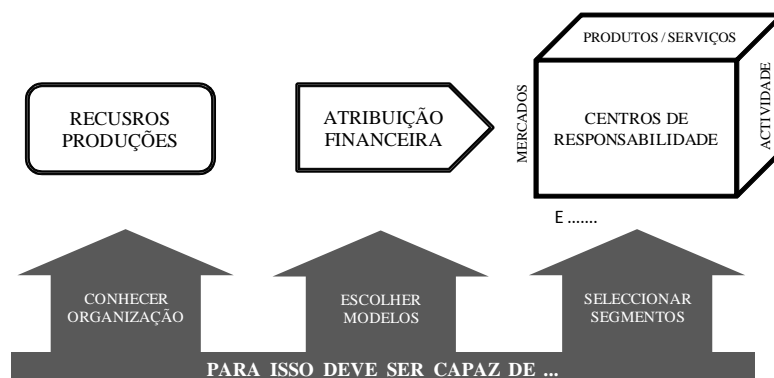 PRODUTOS / SERVIÇOS
RECUSROS
PRODUÇÕES
ATRIBUIÇÃO
FINANCEIRA
MERCADOS
CENTROS DE
RESPONSABILIDADE
ACTIVIDADE
E .......
CONHECER
ORGANIZAÇÃO
ESCOLHER
MODELOS
SELECCIONAR
SEGMENTOS
PARA ISSO DEVE SER CAPAZ DE ...